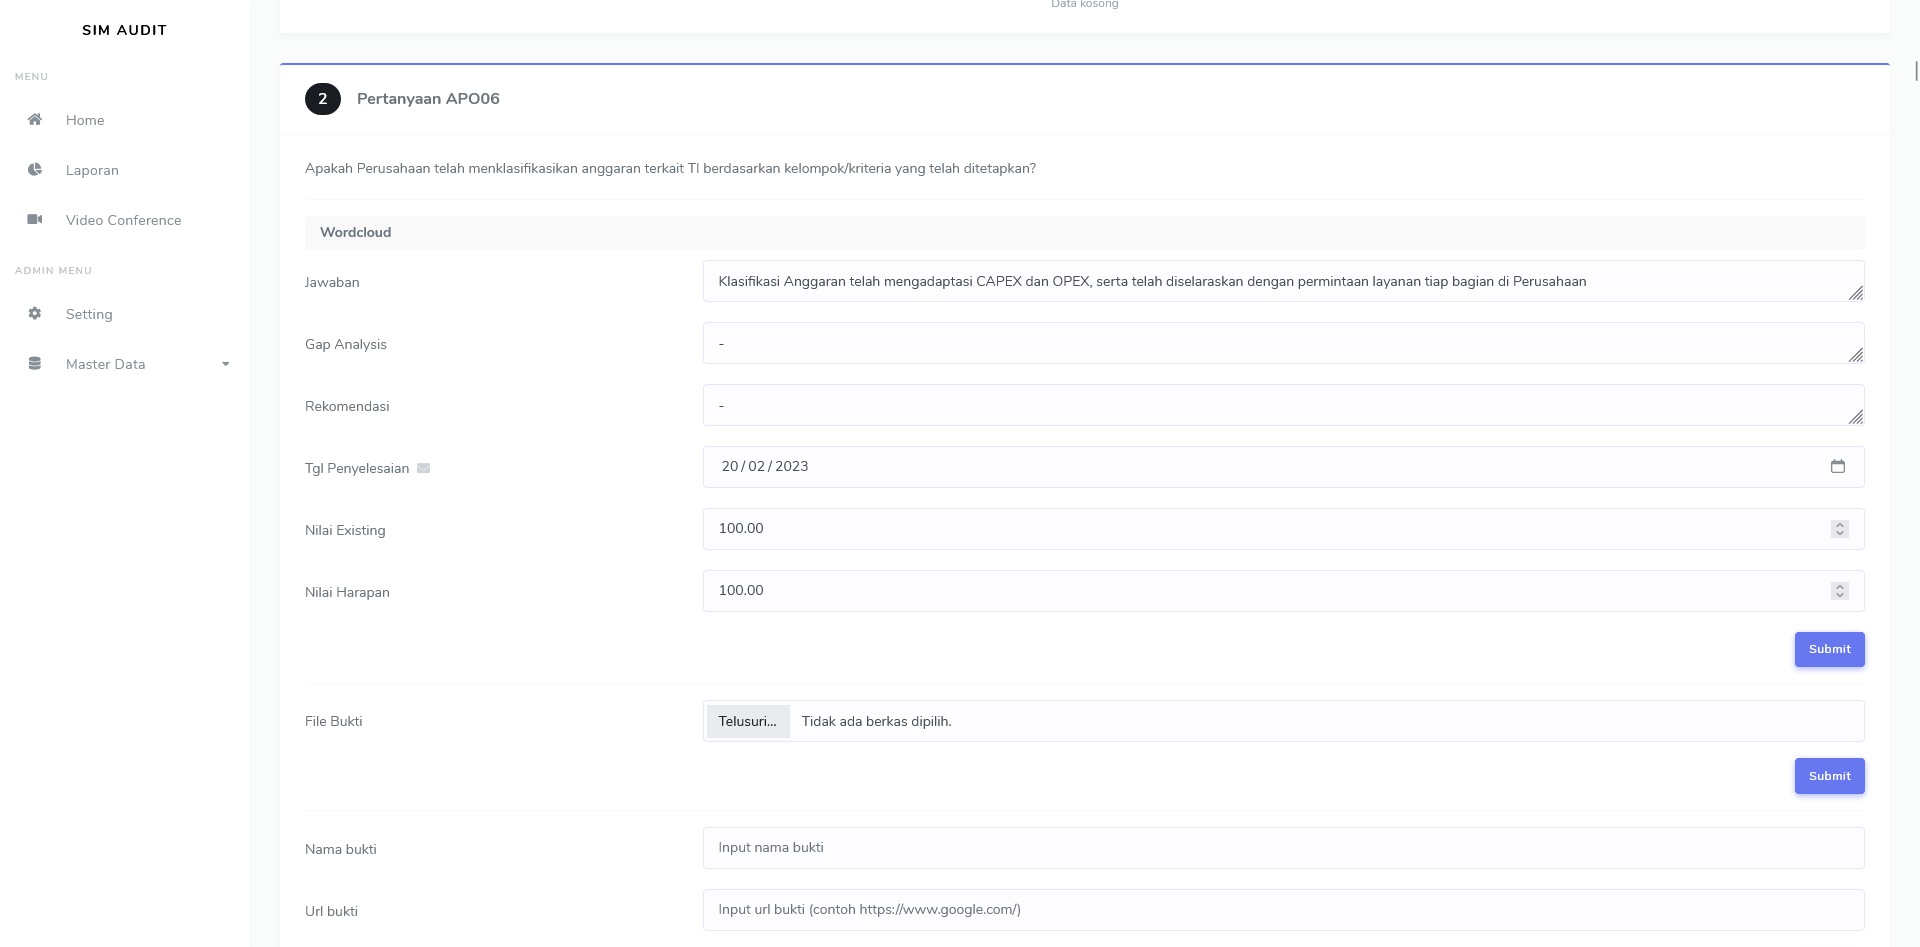 SIM AUDIT
MENU
Home
Laporan
Video Conference
ADMIN MENU
Setting
Master Data
Data kosong
2 Pertanyaan APO06
Apakah Perusahaan telah menklasifikasikan anggaran terkait TI berdasarkan kelompok/kriteria yang telah ditetapkan?
Wordcloud
Jawaban Klasifikasi Anggaran telah mengadaptasi CAPEX dan OPEX, serta telah diselaraskan dengan permintaan layanan tiap bagian di Perusahaan
Gap Analysis -
Rekomendasi -
Tgl Penyelesaian 20/02/2023
Nilai Existing 100.00
Nilai Harapan 100.00
Submit
File Bukti Telusuri... Tidak ada berkas dipilih.
Submit
Nama bukti Input nama bukti
Url bukti Input url bukti (contoh https://www.google.com/)